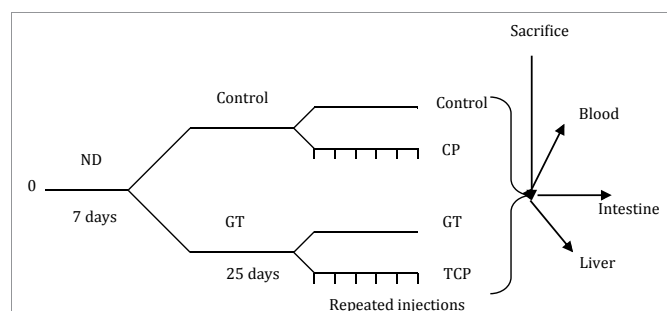 Sacrifice
Control
Control
Blood
ND
CP
0
7 days
Intestine
GT
GT
Liver
25 days
TCP
Repeated injections